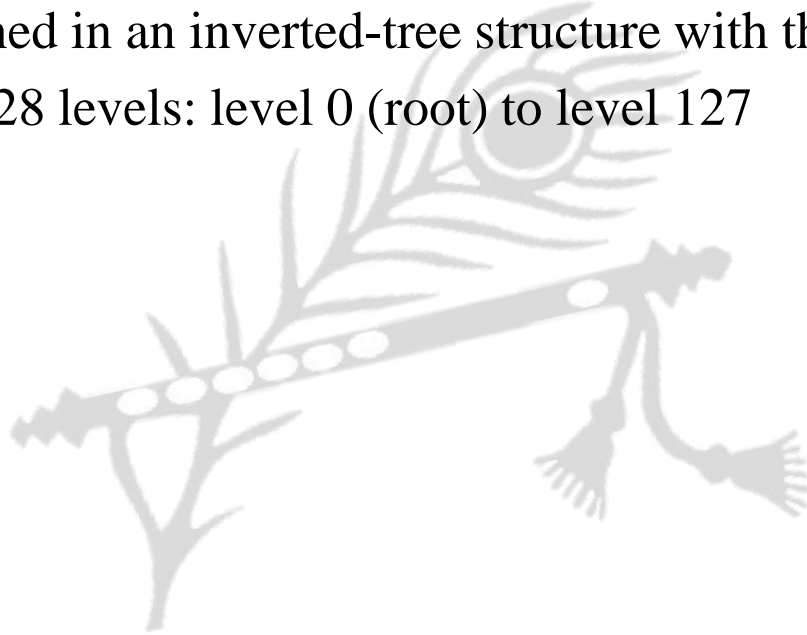 ned in an inverted-tree structure with th
28 levels: level 0 (root) to level 127